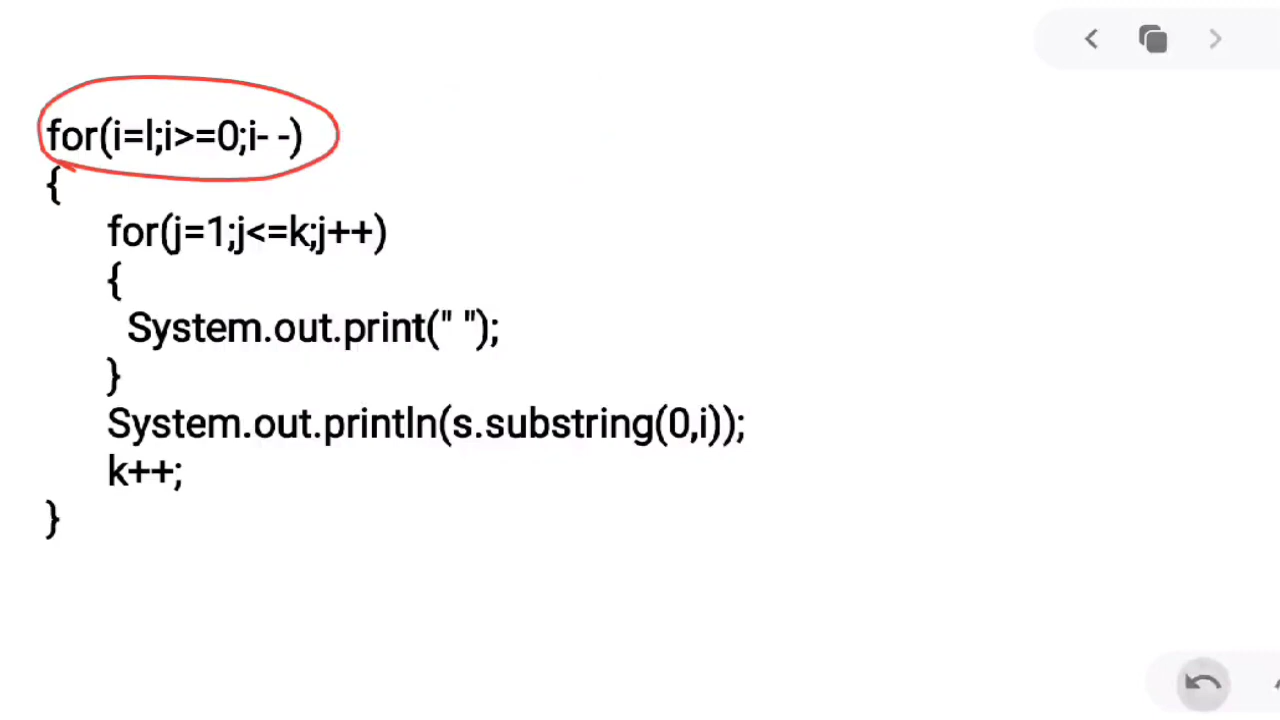 for(i=l;i>=0;i- -)
{
for(j=1;j<=k;j++)
{
System.out.print(" ");
}
System.out.println(s.substring(0,i));
k++;
}